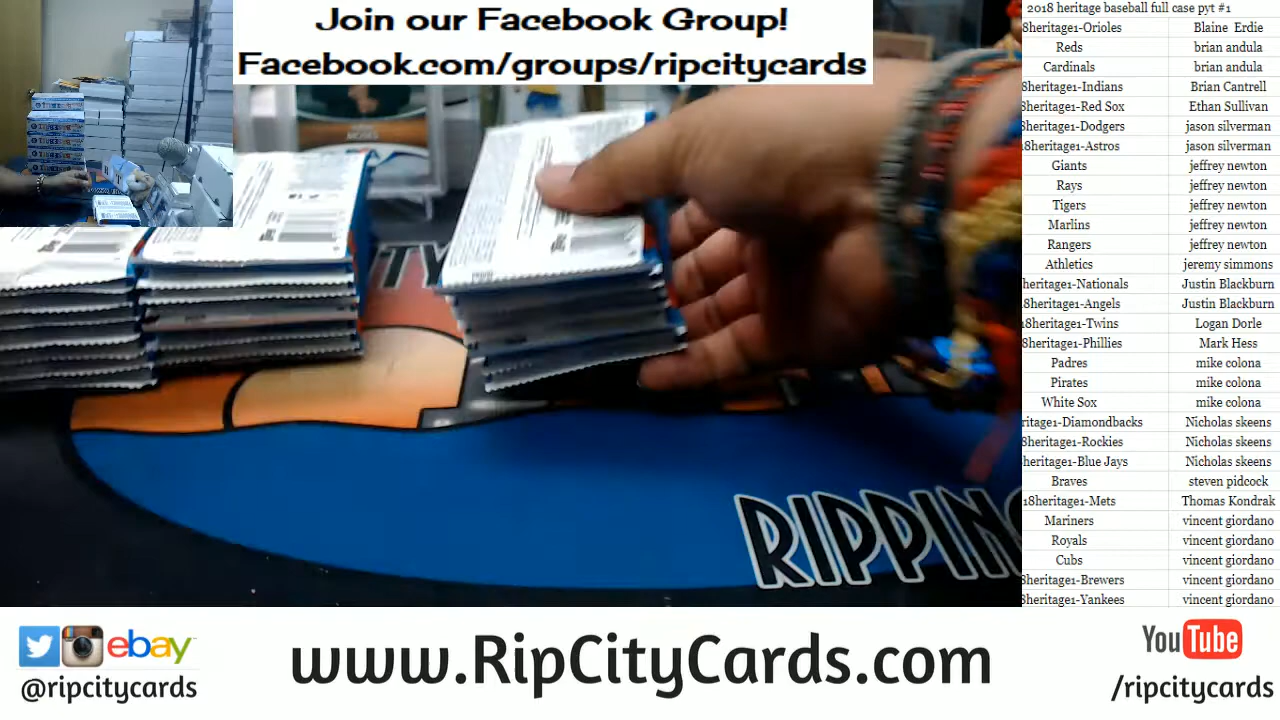 Join our Facebook Group!
Facebook.com/groups/ripcitycards
2018 heritage baseball full case pyt #1
8heritage1-Orioles Blaine Erdie
Reds brian andula
Cardinals brian andula
8heritage1-Indians Brian Cantrell
8heritage1-Red Sox Ethan Sullivan
8heritage1-Dodgers jason silverman
18heritage1-Astros jason silverman
Giants jeffrey newton
Rays jeffrey newton
Tigers jeffrey newton
Marlins jeffrey newton
Rangers jeffrey newton
Athletics jeremy simmons
heritage1-Nationals Justin Blackburn
8heritage1-Angels Justin Blackburn
18heritage1-Twins Logan Dorle
8heritage1-Phillies Mark Hess
Padres mike colona
Pirates mike colona
White Sox mike colona
ritage1-Diamondbacks Nicholas skeens
8heritage1-Rockies Nicholas skeens
heritage1-Blue Jays Nicholas skeens
Braves steven pidcock
18heritage1-Mets Thomas Kondrak
Mariners vincent giordano
Royals vincent giordano
Cubs vincent giordano
8heritage1-Brewers vincent giordano
8heritage1-Yankees vincent giordano
TY
RIPPING
ebay
@ripcitycards
www.RipCityCards.com
YouTube
/ripcitycards